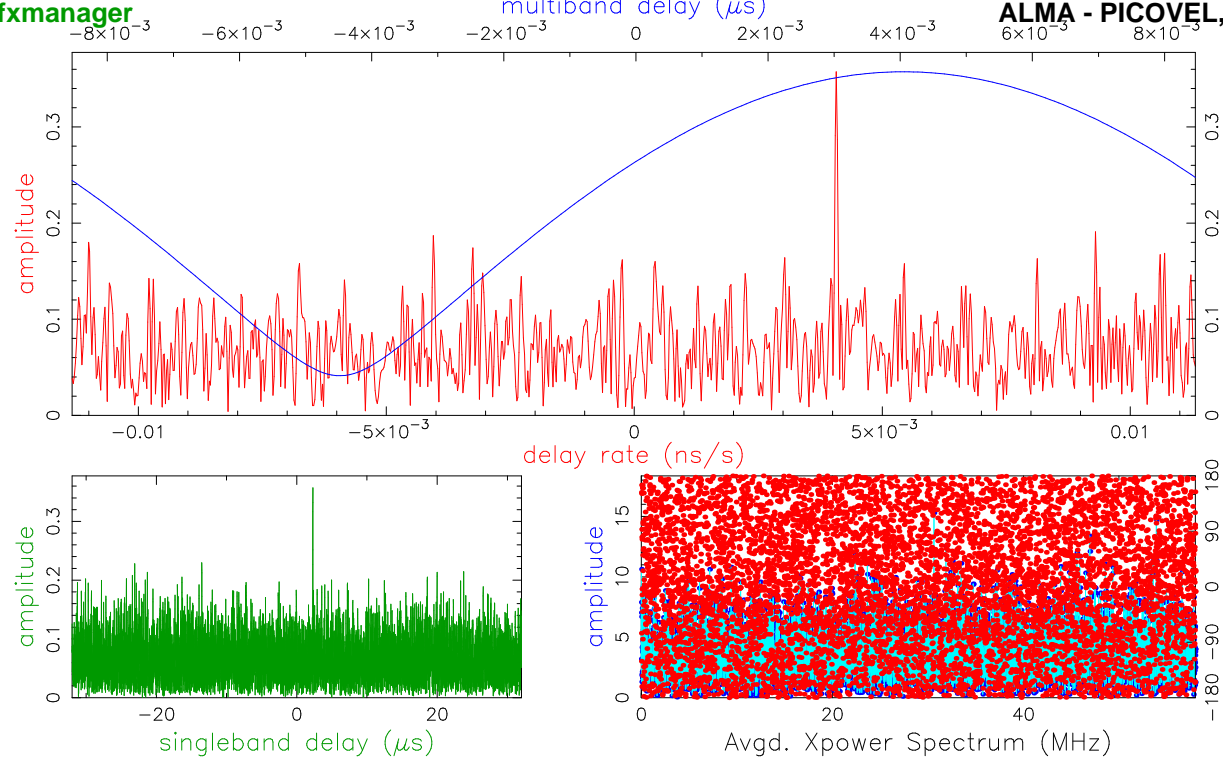 fxmanager
multiband delay (μs)
ALMA - PICOVEL,
−8×10⁻³ −6×10⁻³ −4×10⁻³ −2×10⁻³ 0 2×10⁻³ 4×10⁻³ 6×10⁻³ 8×10⁻³
amplitude
0 0.1 0.2 0.3
0 0.1 0.2 0.3
−0.01 −5×10⁻³ 0 5×10⁻³ 0.01
delay rate (ns/s)
amplitude
0 0.1 0.2 0.3
−20 0 20
singleband delay (μs)
amplitude
0 5 10 15
−180 −90 0 90 180
0 20 40
Avgd. Xpower Spectrum (MHz)